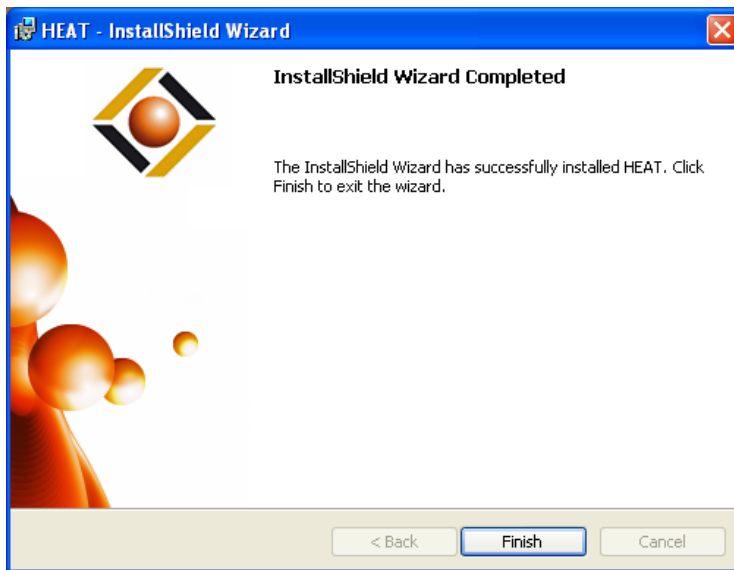 HEAT - InstallShield Wizard
InstallShield Wizard Completed
The InstallShield Wizard has successfully installed HEAT. Click
Finish to exit the wizard.
< Back
Finish
Cancel